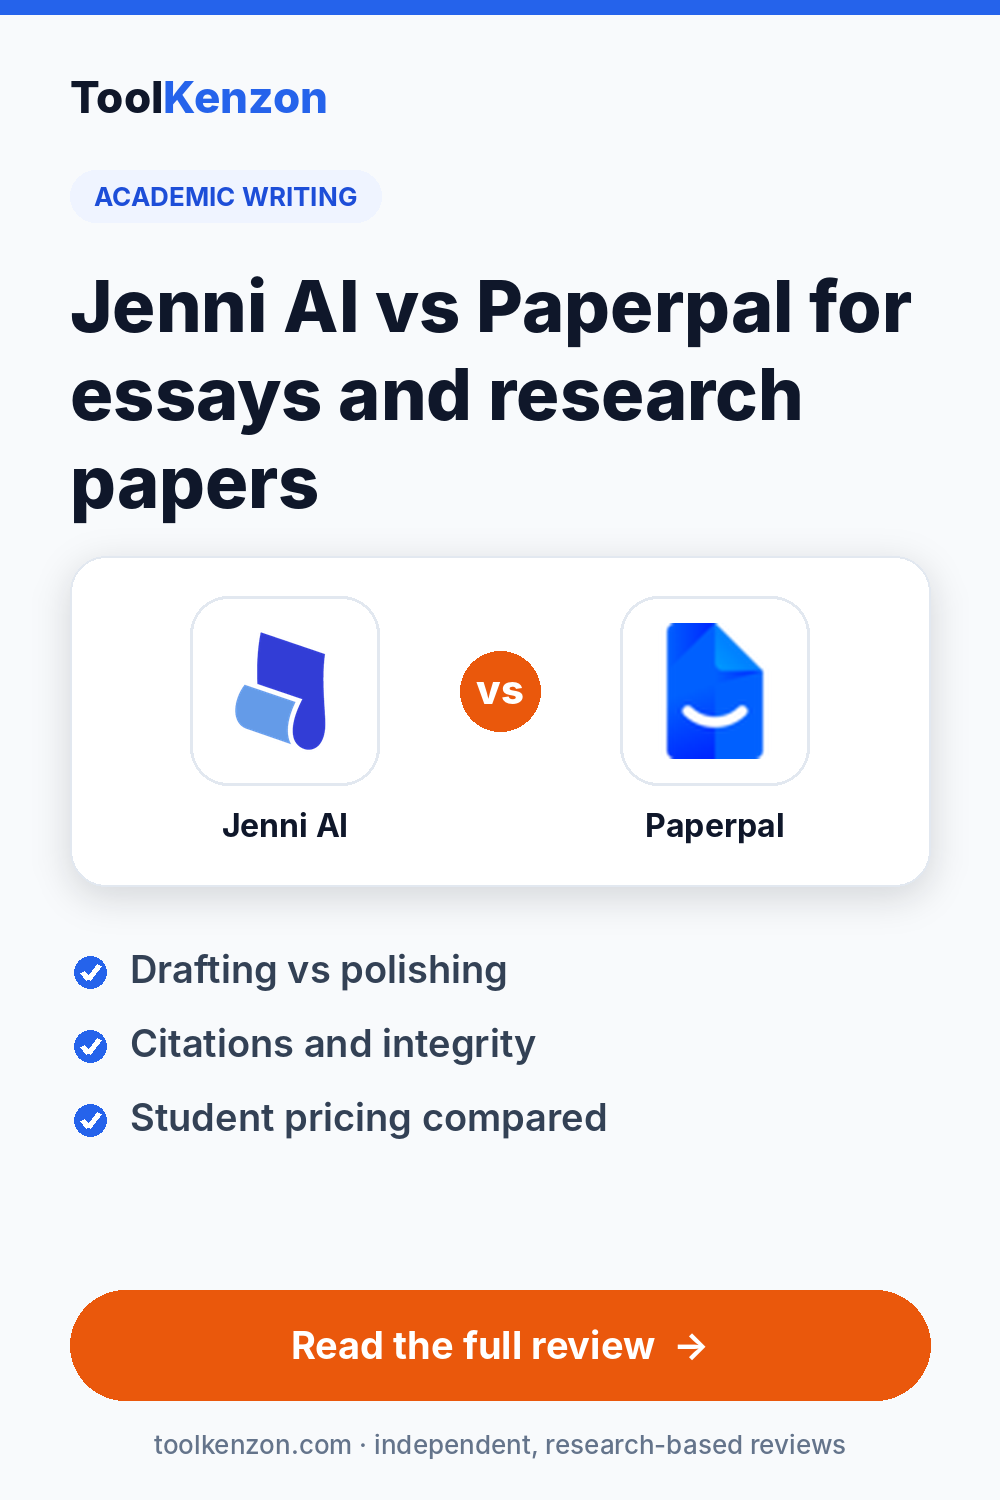 ToolKenzon
ACADEMIC WRITING
Jenni AI vs Paperpal for
essays and research
papers
vs
Jenni AI
Paperpal
Drafting vs polishing
Citations and integrity
Student pricing compared
Read the full review →
toolkenzon.com · independent, research-based reviews